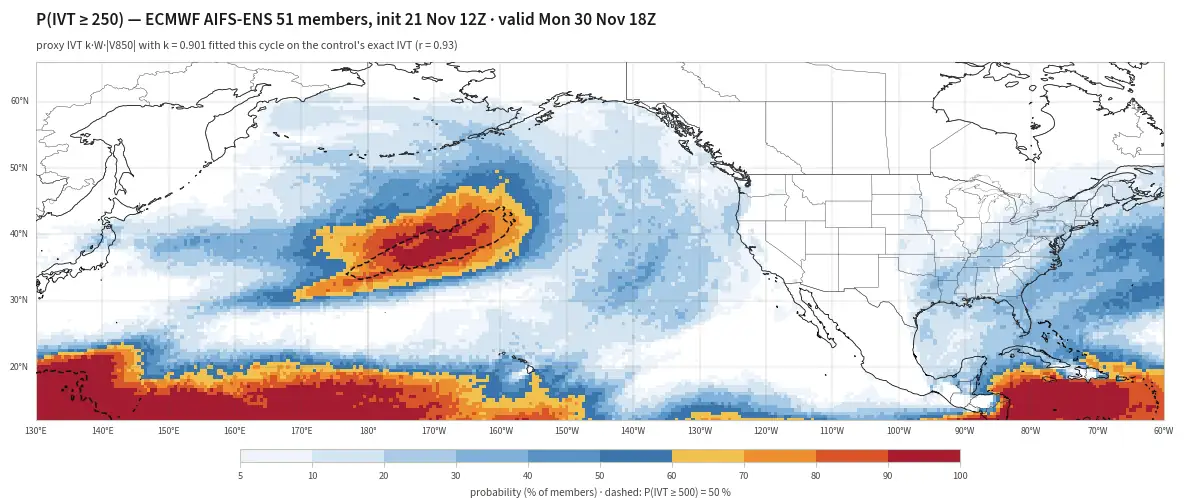 P(IVT ≥ 250) — ECMWF AIFS-ENS 51 members, init 21 Nov 12Z · valid Mon 30 Nov 18Z
proxy IVT k·W·|V850| with k = 0.901 fitted this cycle on the control's exact IVT (r = 0.93)
60°N
50°N
40°N
30°N
20°N
130°E 140°E 150°E 160°E 170°E 180° 170°W 160°W 150°W 140°W 130°W 120°W 110°W 100°W 90°W 80°W 70°W 60°W
5 10 20 30 40 50 60 70 80 90 100
probability (% of members) · dashed: P(IVT ≥ 500) = 50 %